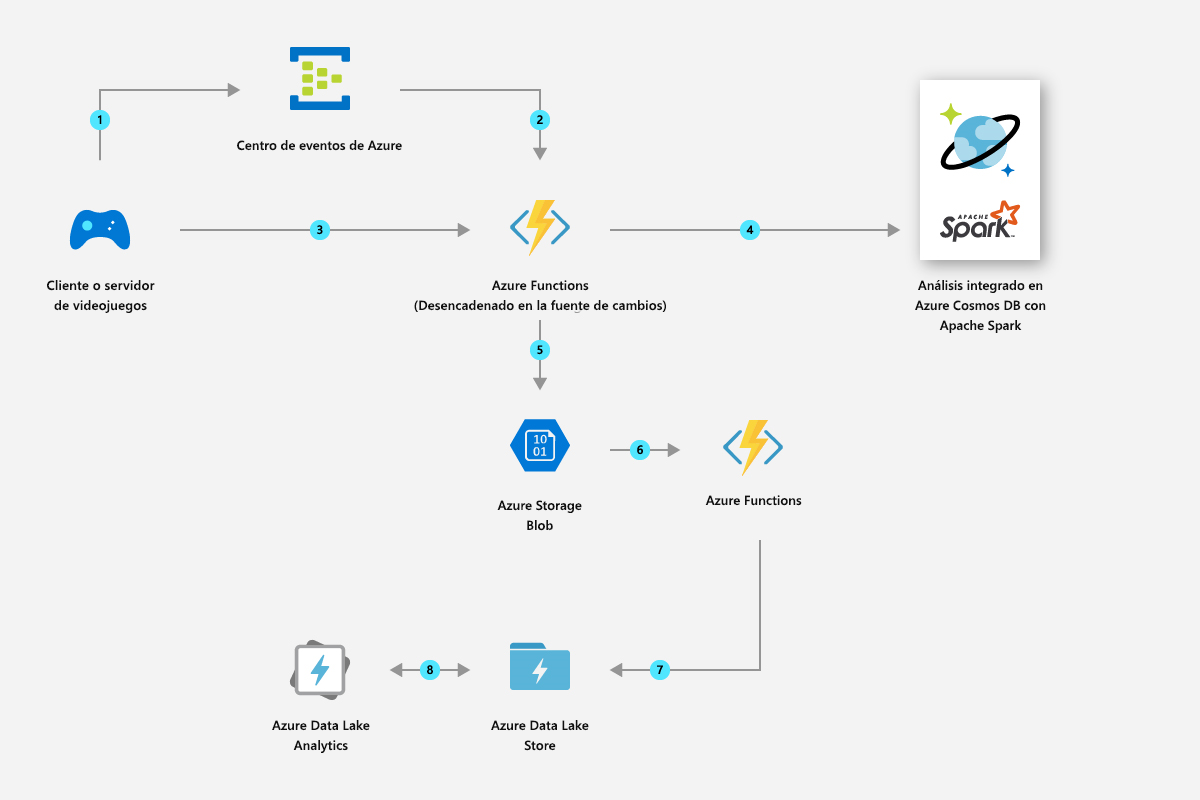 1
2
Centro de eventos de Azure
3
4
APACHE
Spark™
Cliente o servidor
de videojuegos
Azure Functions
(Desencadenado en la fuente de cambios)
Análisis integrado en
Azure Cosmos DB con
Apache Spark
5
10
01
6
Azure Storage
Blob
Azure Functions
8
7
Azure Data Lake
Analytics
Azure Data Lake
Store